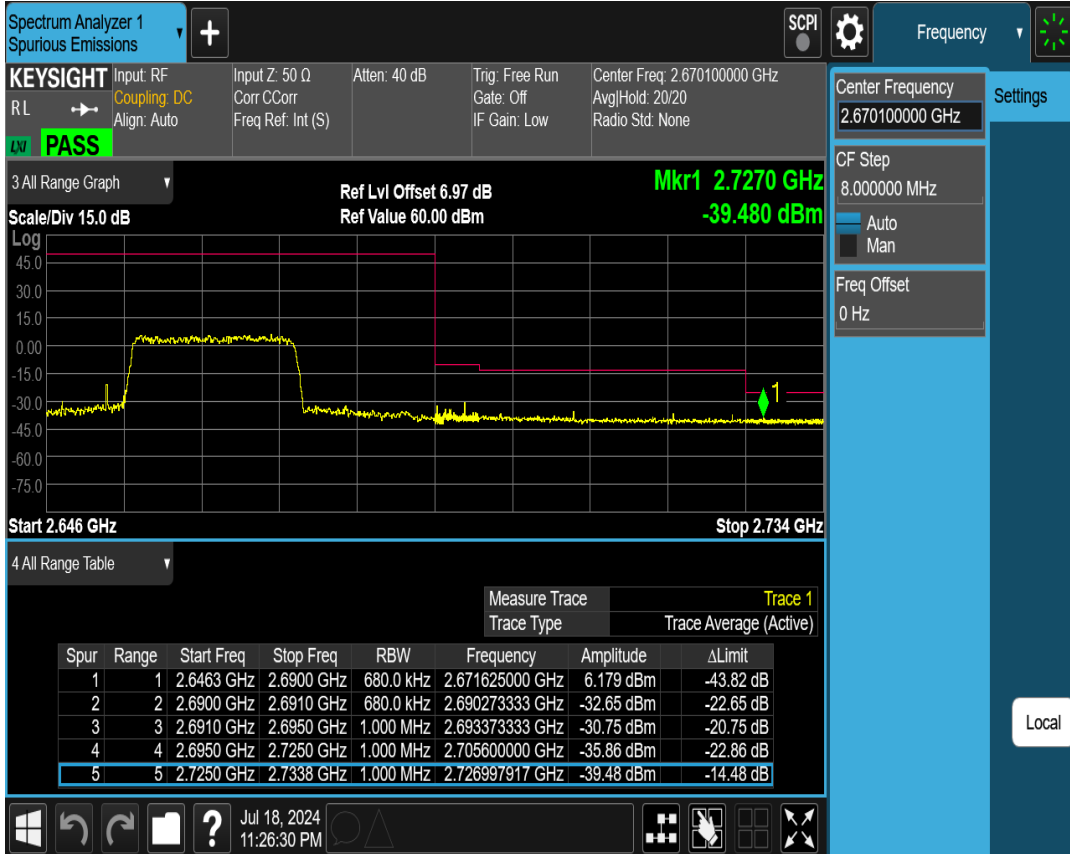 Spectrum Analyzer 1
Spurious Emissions
+
SCPI
Frequency
KEYSIGHT
RL
LXI
PASS
Input: RF
Coupling: DC
Align: Auto
Input Z: 50 Ω
Corr CCorr
Freq Ref: Int (S)
Atten: 40 dB
Trig: Free Run
Gate: Off
IF Gain: Low
Center Freq: 2.670100000 GHz
Avg|Hold: 20/20
Radio Std: None
Center Frequency
2.670100000 GHz
Settings
CF Step
8.000000 MHz
Auto
Man
Freq Offset
0 Hz
Local
3 All Range Graph
Scale/Div 15.0 dB
Ref Lvl Offset 6.97 dB
Ref Value 60.00 dBm
Mkr1 2.7270 GHz
-39.480 dBm
Log
45.0
30.0
15.0
0.00
-15.0
-30.0
-45.0
-60.0
-75.0
1
Start 2.646 GHz Stop 2.734 GHz
4 All Range Table
Measure Trace Trace 1
Trace Type Trace Average (Active)
Spur Range Start Freq Stop Freq RBW Frequency Amplitude ΔLimit
1 1 2.6463 GHz 2.6900 GHz 680.0 kHz 2.671625000 GHz 6.179 dBm -43.82 dB
2 2 2.6900 GHz 2.6910 GHz 680.0 kHz 2.690273333 GHz -32.65 dBm -22.65 dB
3 3 2.6910 GHz 2.6950 GHz 1.000 MHz 2.693373333 GHz -30.75 dBm -20.75 dB
4 4 2.6950 GHz 2.7250 GHz 1.000 MHz 2.705600000 GHz -35.86 dBm -22.86 dB
5 5 2.7250 GHz 2.7338 GHz 1.000 MHz 2.726997917 GHz -39.48 dBm -14.48 dB
?
Jul 18, 2024
11:26:30 PM